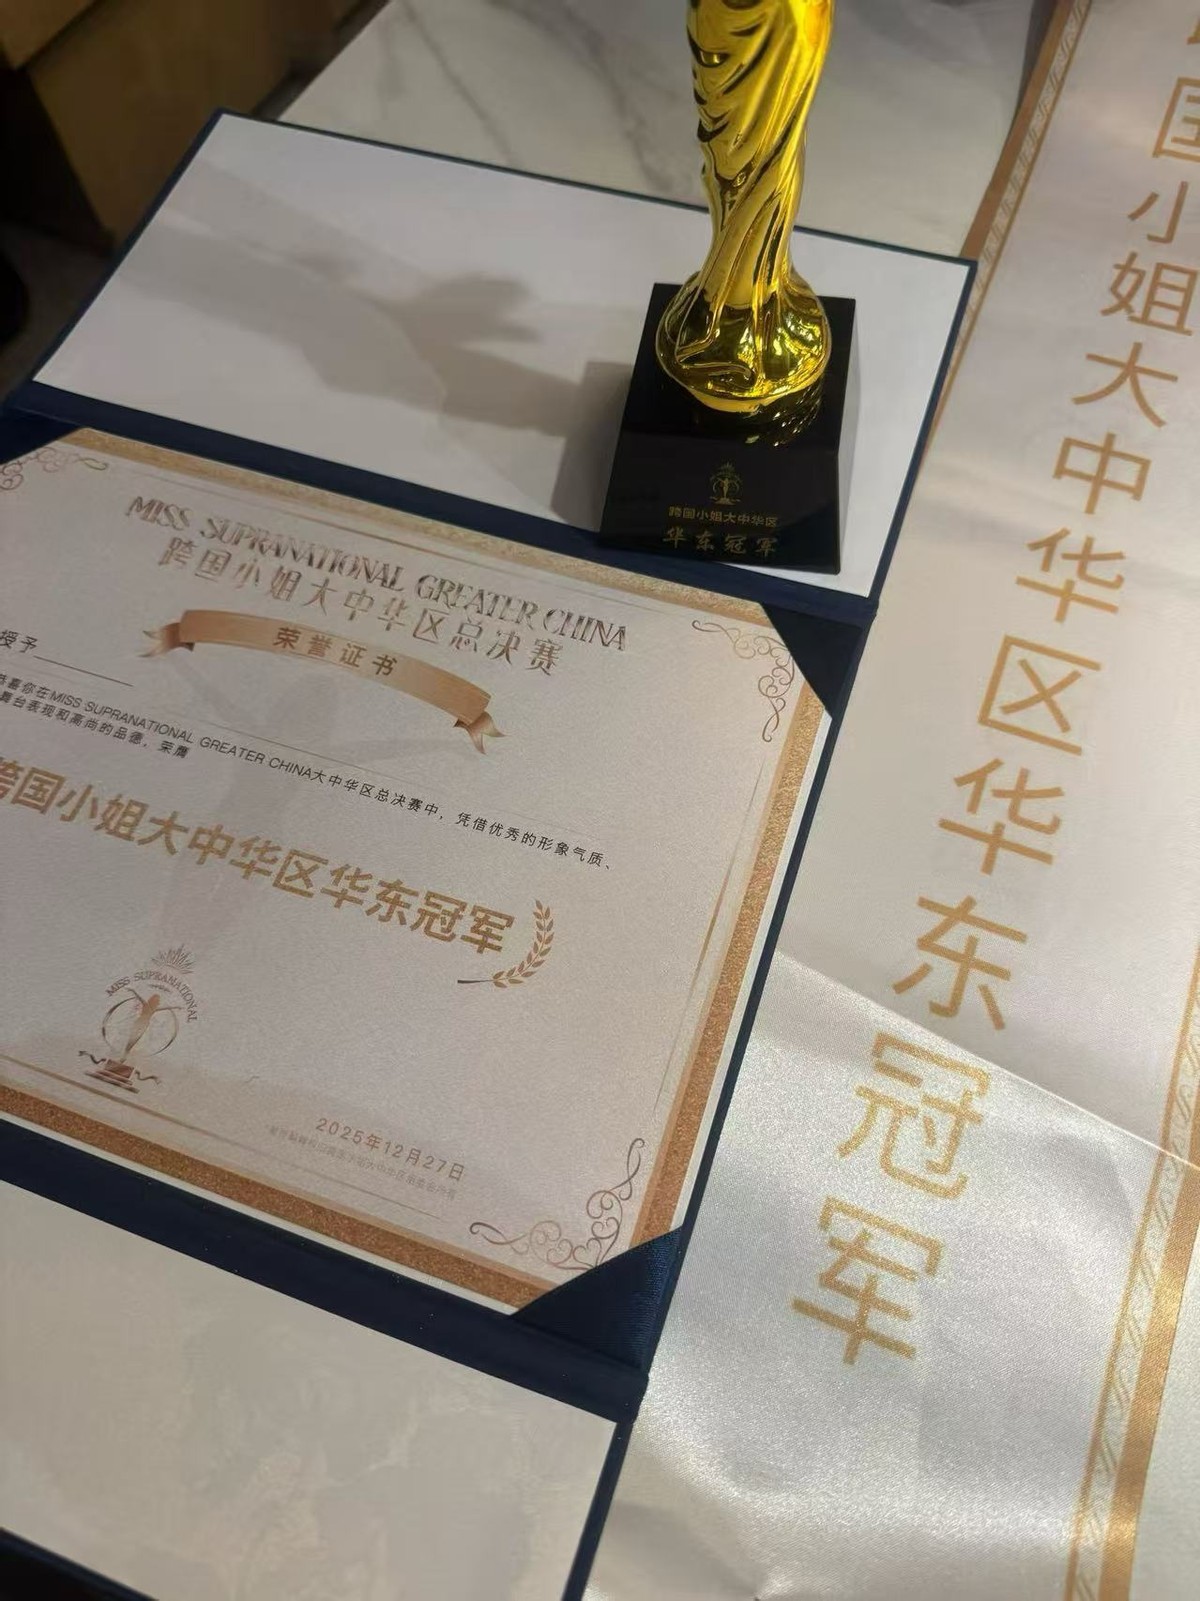 跨国小姐大中华区
华东冠军
MISS SUPRANATIONAL GREATER CHINA
跨国小姐大中华区总决赛
荣誉证书
授予
恭喜你在MISS SUPRANATIONAL GREATER CHINA大中华区总决赛中，凭借优秀的形象气质、
舞台表现和高尚的品德，荣膺
跨国小姐大中华区华东冠军
MISS SUPRANATIONAL
2025年12月27日
国小姐大中华区华东冠军